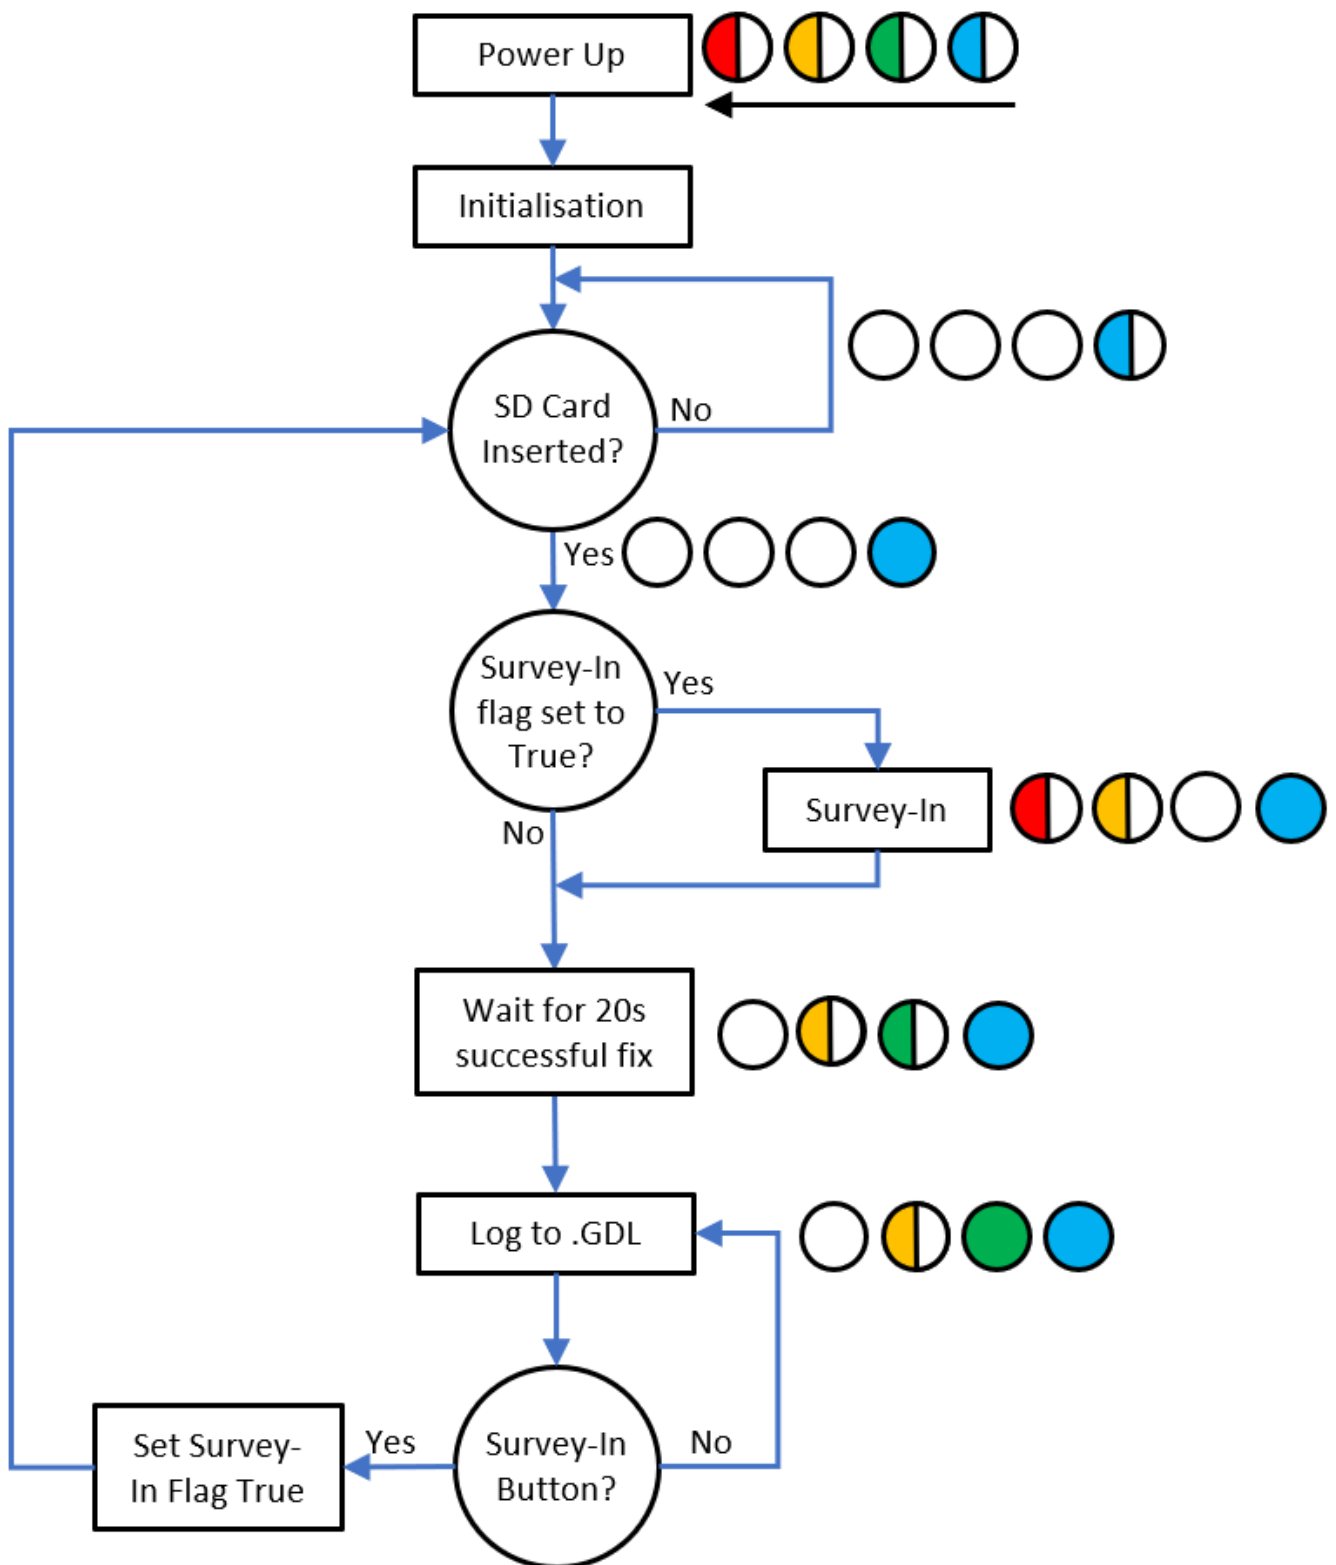 Power Up
Initialisation
SD Card
Inserted?
No
Yes
Survey-In
flag set to
True?
Yes
No
Survey-In
Wait for 20s
successful fix
Log to .GDL
Survey-In
Button?
No
Yes
Set Survey-
In Flag True